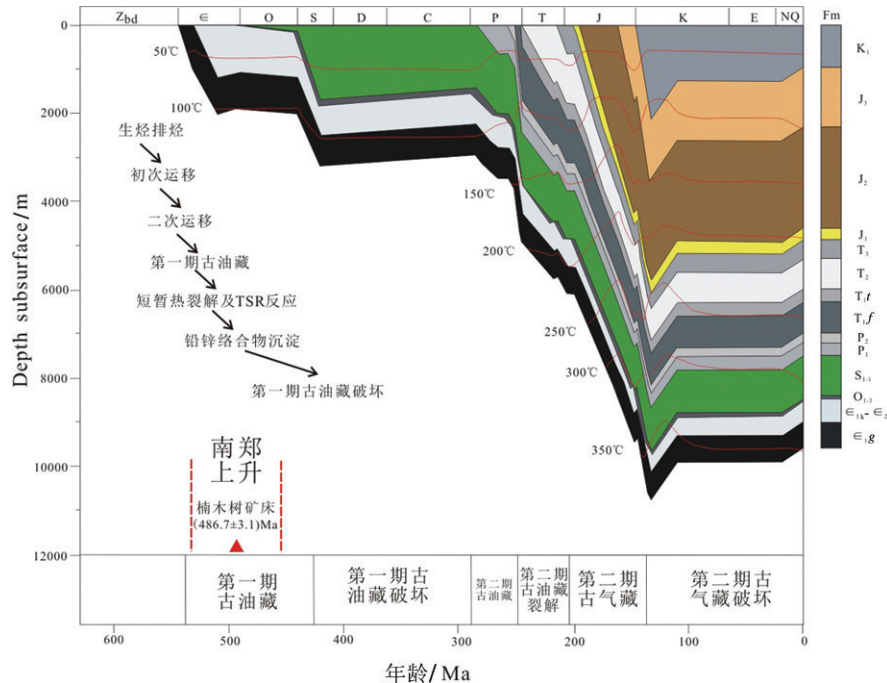 Zbd ∈ O S D C P T J K E NQ Fm
0
2000
4000
6000
8000
10000
12000
Depth subsurface/m
50℃
100℃
150℃
200℃
250℃
300℃
350℃
生烃排烃
初次运移
二次运移
第一期古油藏
短暂热裂解及TSR反应
铅锌络合物沉淀
第一期古油藏破坏
南郑
上升
楠木树矿床
(486.7±3.1)Ma
K₁
J₃
J₂
J₁
T₃
T₂
T₁t
T₁f
P₂
P₁
S₁₋₁
O₁₋₃
∈₁ₖ-∈₂
∈₁g
第一期
古油藏
第一期古
油藏破坏
第二期
古油藏
第二期
古油藏
裂解
第二期
古气藏
第二期古
气藏破坏
600 500 400 300 200 100 0
年龄/Ma